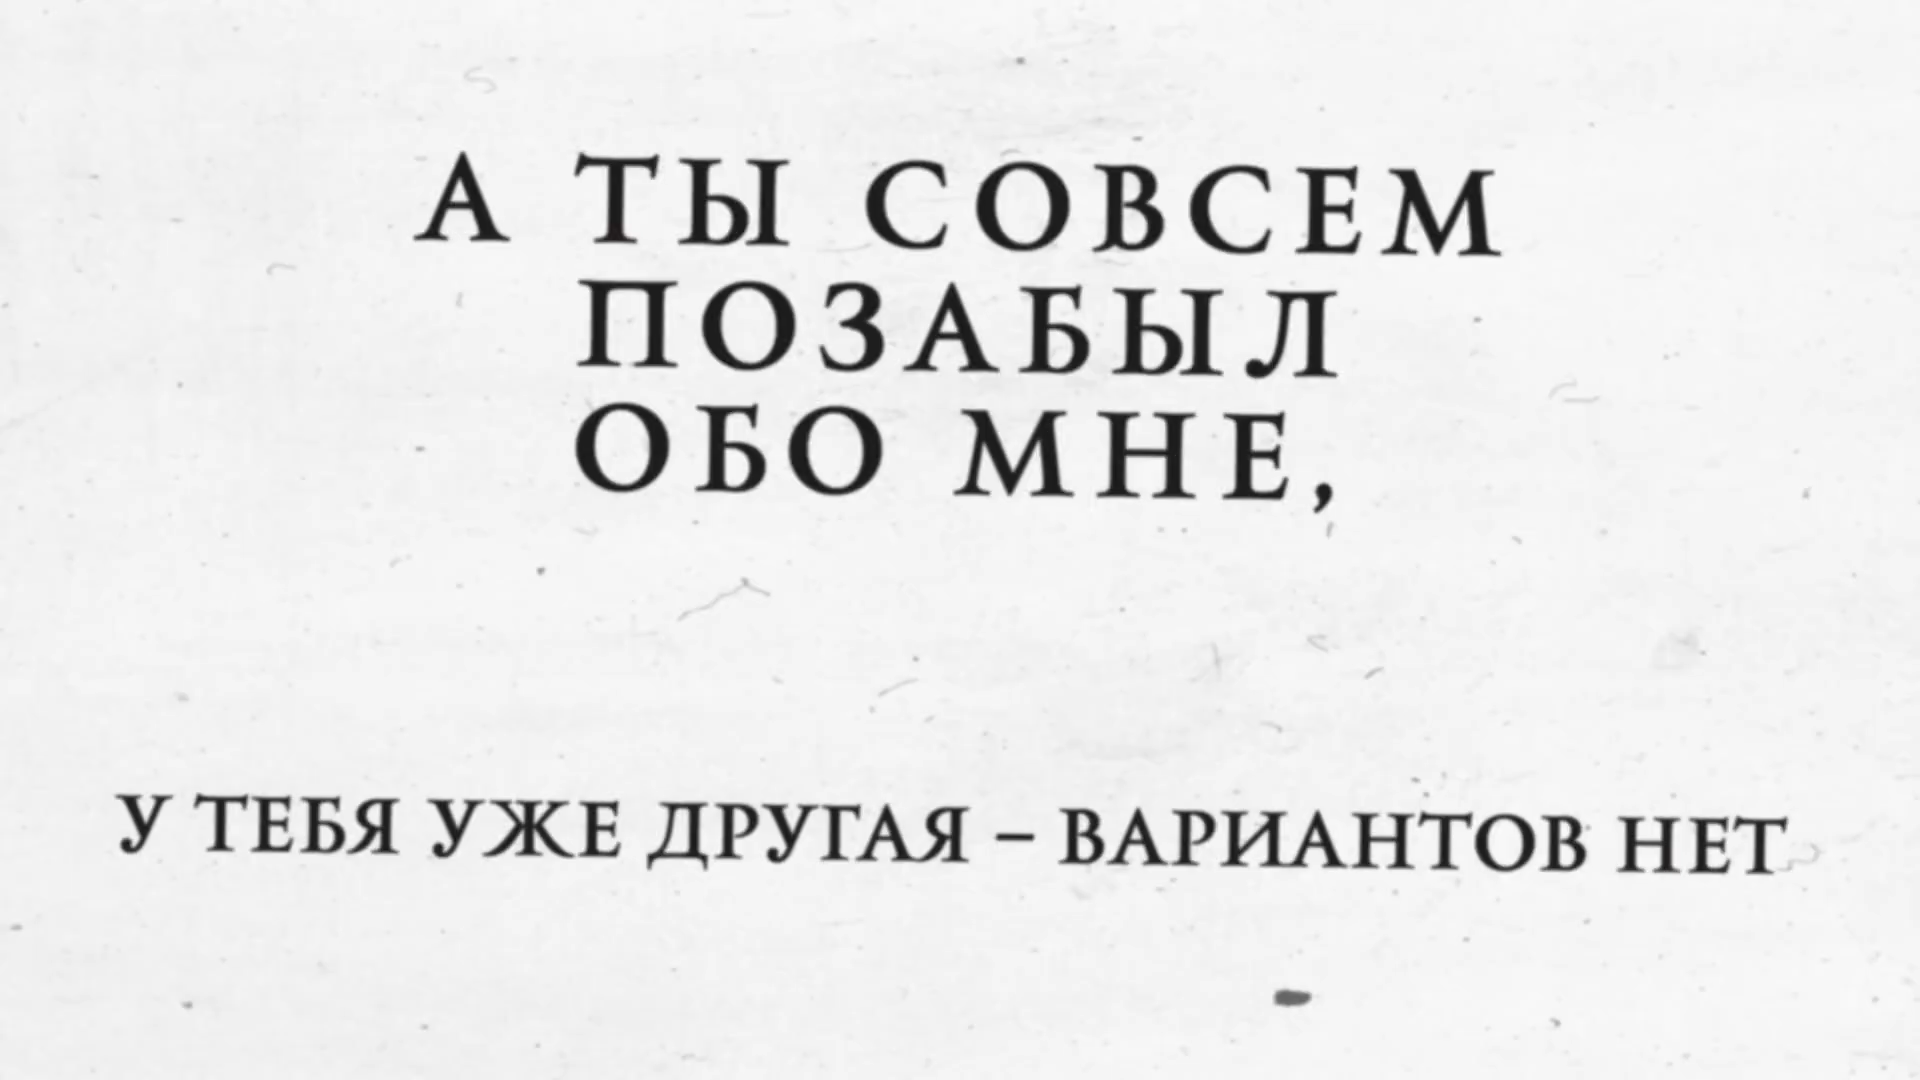 А ТЫ СОВСЕМ
ПОЗАБЫЛ
ОБО МНЕ,
У ТЕБЯ УЖЕ ДРУГАЯ – ВАРИАНТОВ НЕТ